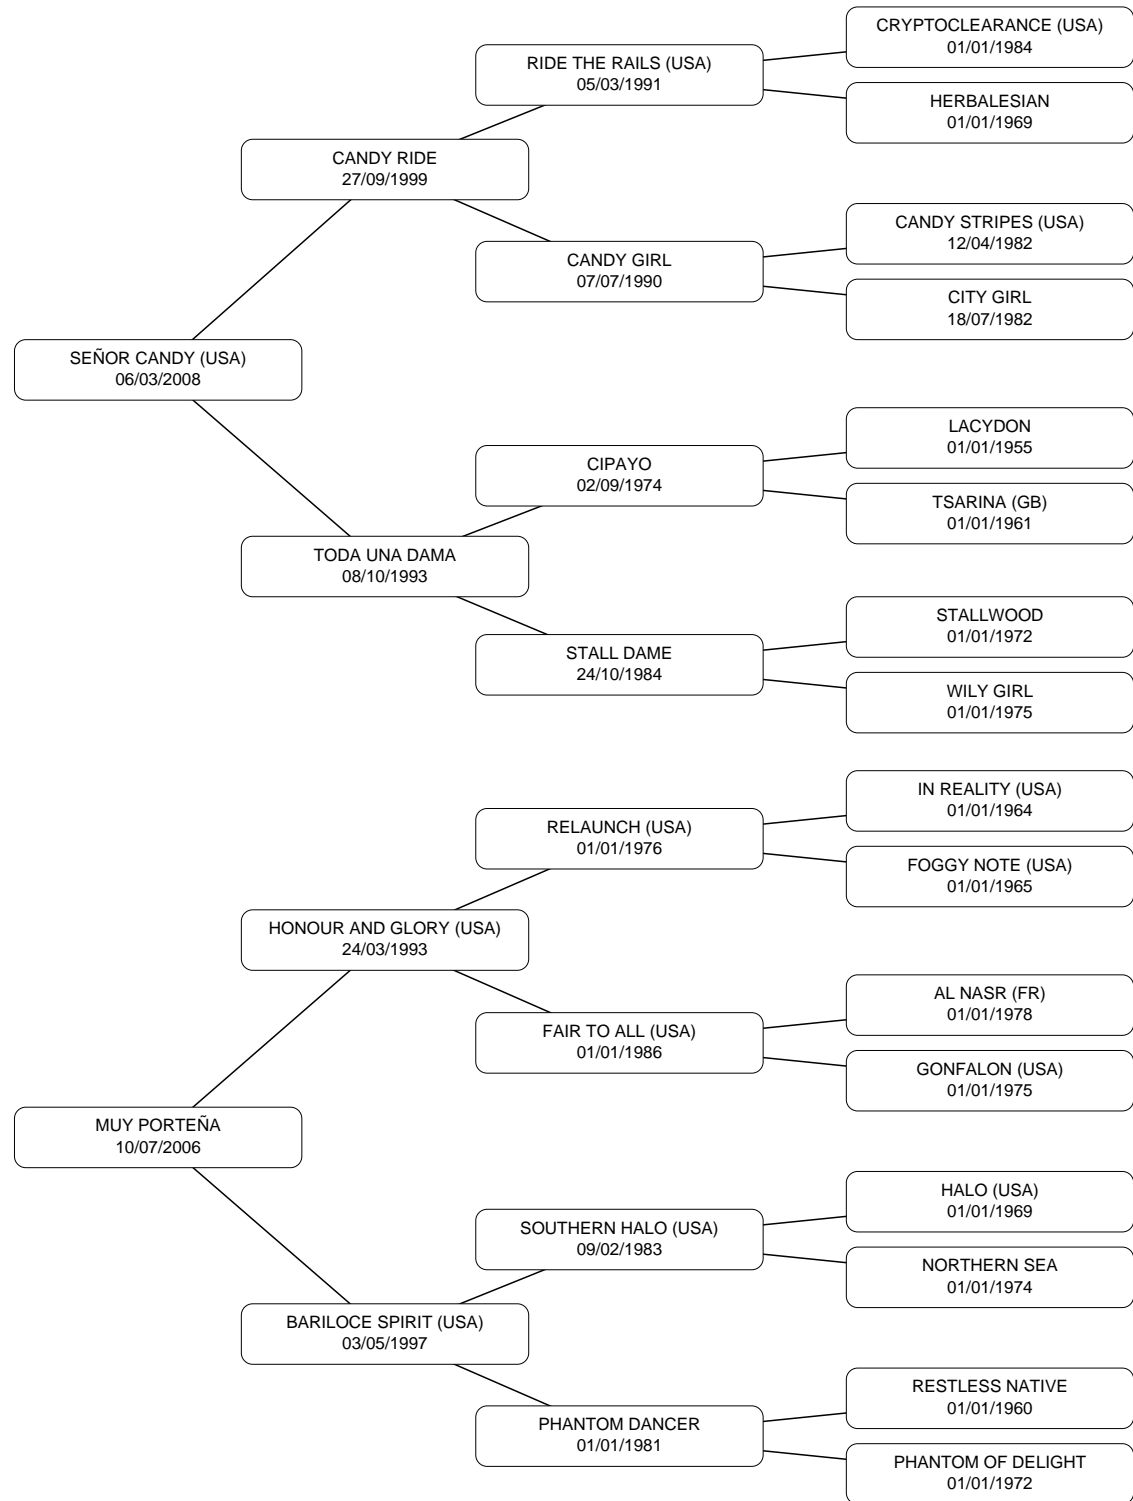 CRYPTOCLEARANCE (USA)
01/01/1984
RIDE THE RAILS (USA)
05/03/1991
HERBALESIAN
01/01/1969
CANDY RIDE
27/09/1999
CANDY STRIPES (USA)
12/04/1982
CANDY GIRL
07/07/1990
CITY GIRL
18/07/1982
SEÑOR CANDY (USA)
06/03/2008
LACYDON
01/01/1955
CIPAYO
02/09/1974
TSARINA (GB)
01/01/1961
TODA UNA DAMA
08/10/1993
STALLWOOD
01/01/1972
STALL DAME
24/10/1984
WILY GIRL
01/01/1975
IN REALITY (USA)
01/01/1964
RELAUNCH (USA)
01/01/1976
FOGGY NOTE (USA)
01/01/1965
HONOUR AND GLORY (USA)
24/03/1993
AL NASR (FR)
01/01/1978
FAIR TO ALL (USA)
01/01/1986
GONFALON (USA)
01/01/1975
MUY PORTEÑA
10/07/2006
HALO (USA)
01/01/1969
SOUTHERN HALO (USA)
09/02/1983
NORTHERN SEA
01/01/1974
BARILOCE SPIRIT (USA)
03/05/1997
RESTLESS NATIVE
01/01/1960
PHANTOM DANCER
01/01/1981
PHANTOM OF DELIGHT
01/01/1972